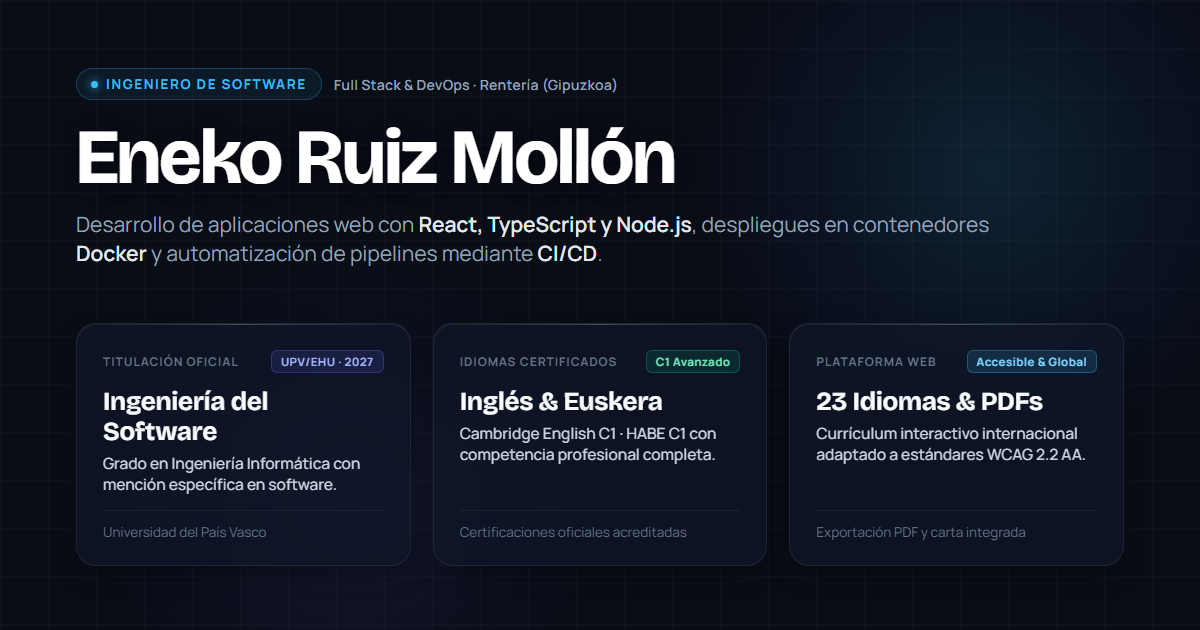 INGENIERO DE SOFTWARE
Full Stack & DevOps · Rentería (Gipuzkoa)
Eneko Ruiz Mollón
Desarrollo de aplicaciones web con React, TypeScript y Node.js, despliegues en contenedores
Docker y automatización de pipelines mediante CI/CD.
TITULACIÓN OFICIAL
UPV/EHU · 2027
Ingeniería del
Software
Grado en Ingeniería Informática con
mención específica en software.
Universidad del País Vasco
IDIOMAS CERTIFICADOS
C1 Avanzado
Inglés & Euskera
Cambridge English C1 · HABE C1 con
competencia profesional completa.
Certificaciones oficiales acreditadas
PLATAFORMA WEB
Accesible & Global
23 Idiomas & PDFs
Currículum interactivo internacional
adaptado a estándares WCAG 2.2 AA.
Exportación PDF y carta integrada